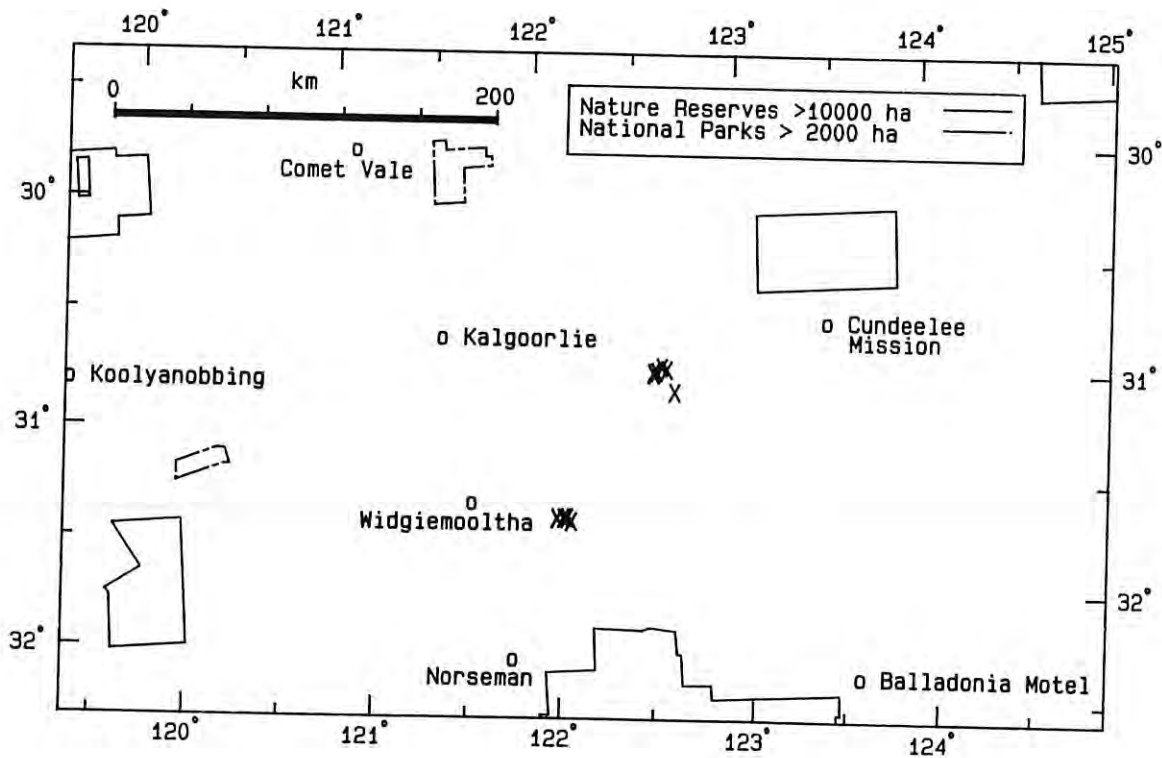 120° 121° 122° 123° 124° 125°
km
0 200
Nature Reserves >10000 ha
National Parks > 2000 ha
Comet Vale
30° 30°
Kalgoorlie
Cundeelee
Mission
Koolyanobbing
31° 31°
Widgiemooltha
32° 32°
Norseman
Balladonia Motel
120° 121° 122° 123° 124°